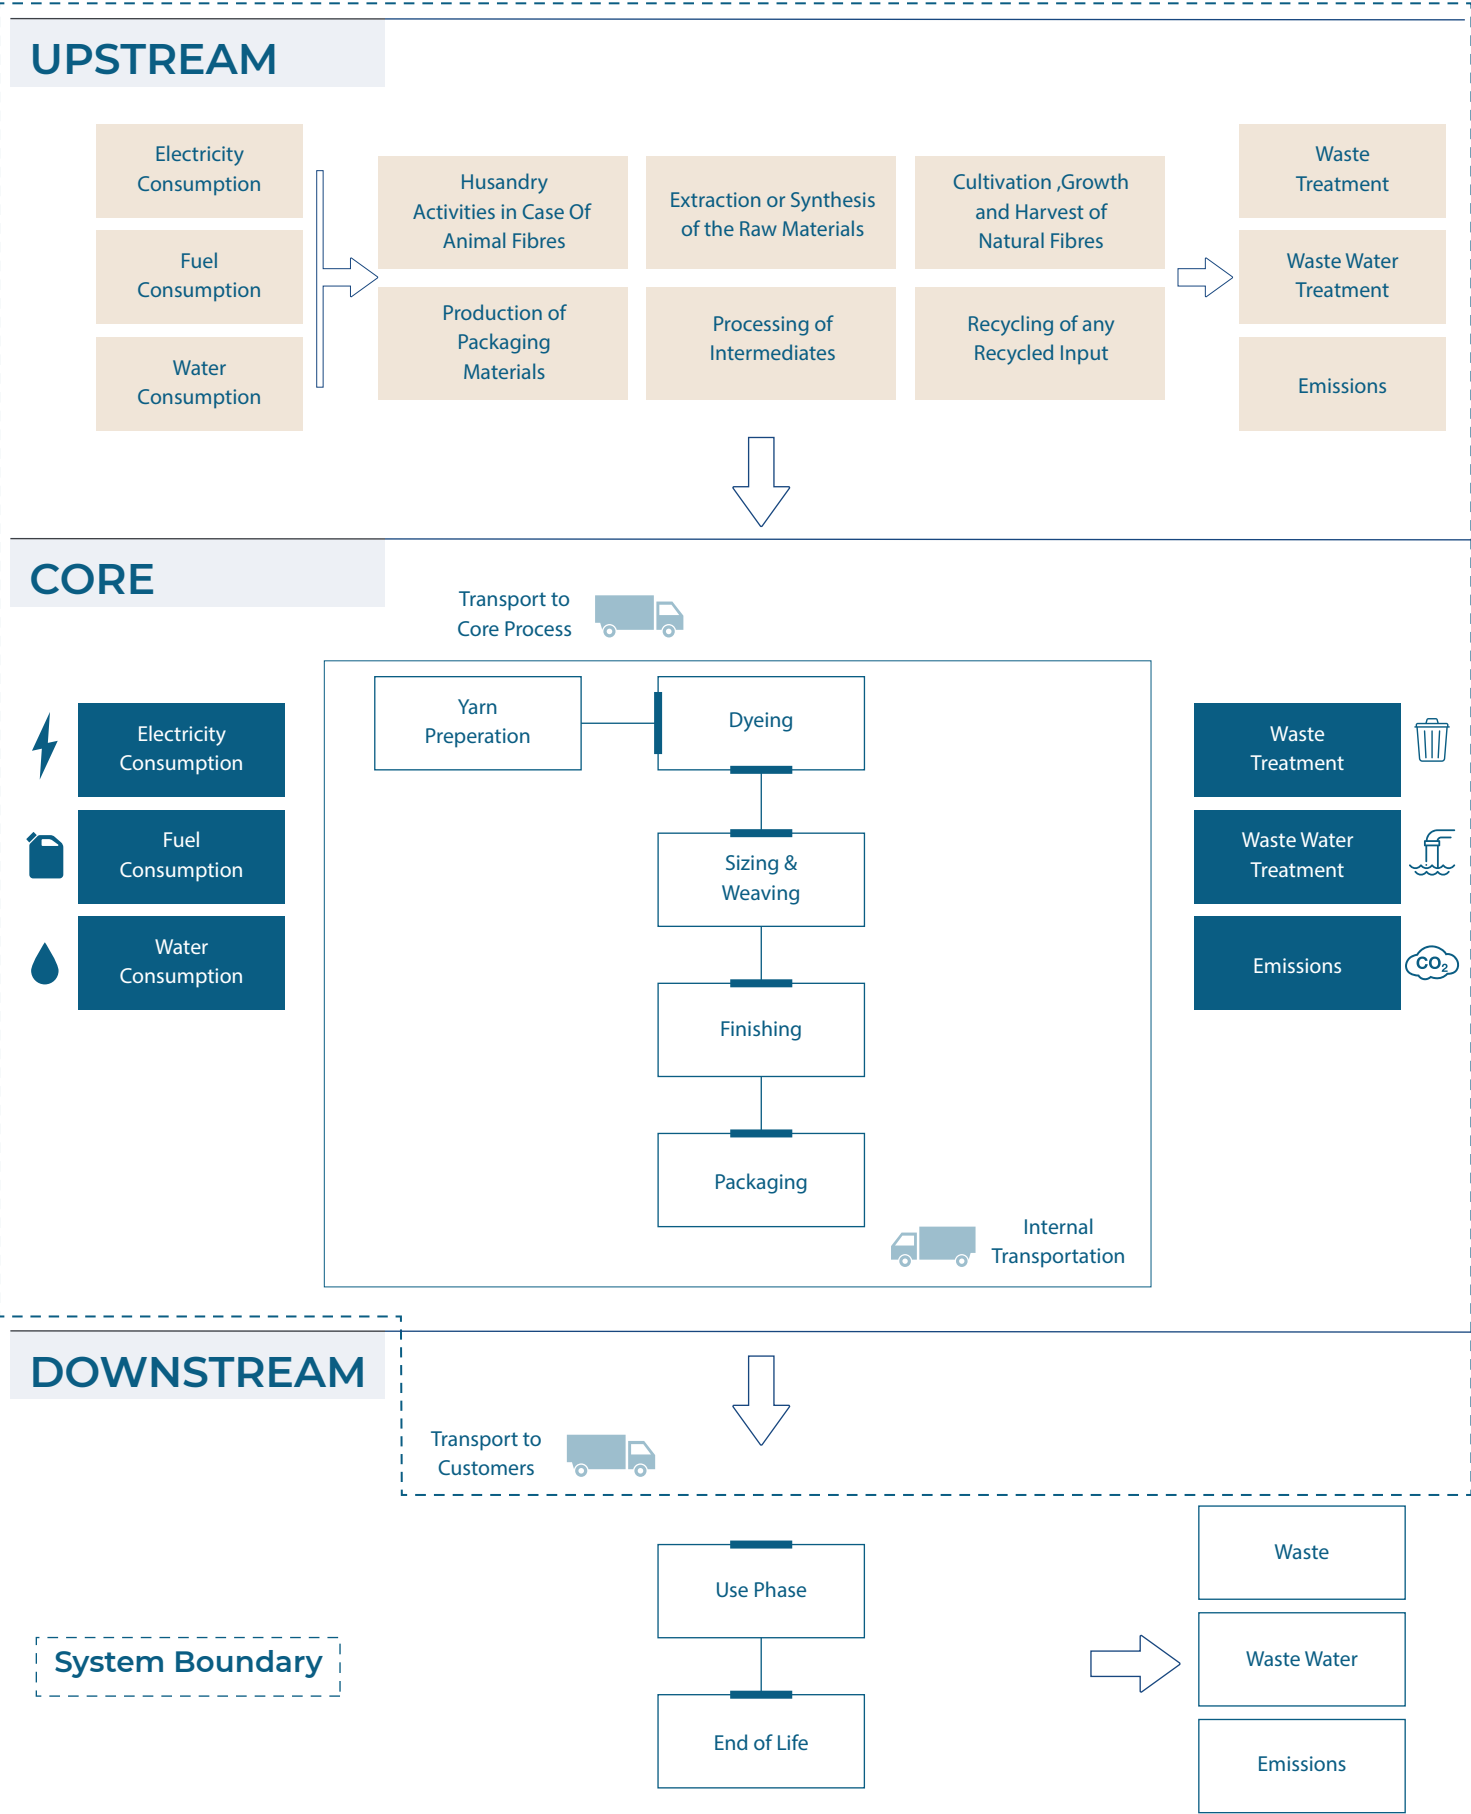 UPSTREAM
Electricity
Consumption
Fuel
Consumption
Water
Consumption
Husandry
Activities in Case Of
Animal Fibres
Extraction or Synthesis
of the Raw Materials
Cultivation ,Growth
and Harvest of
Natural Fibres
Production of
Packaging
Materials
Processing of
Intermediates
Recycling of any
Recycled Input
Waste
Treatment
Waste Water
Treatment
Emissions
CORE
Transport to
Core Process
Electricity
Consumption
Fuel
Consumption
Water
Consumption
Yarn
Preperation
Dyeing
Sizing &
Weaving
Finishing
Packaging
Internal
Transportation
Waste
Treatment
Waste Water
Treatment
Emissions
CO₂
DOWNSTREAM
Transport to
Customers
Use Phase
End of Life
System Boundary
Waste
Waste Water
Emissions